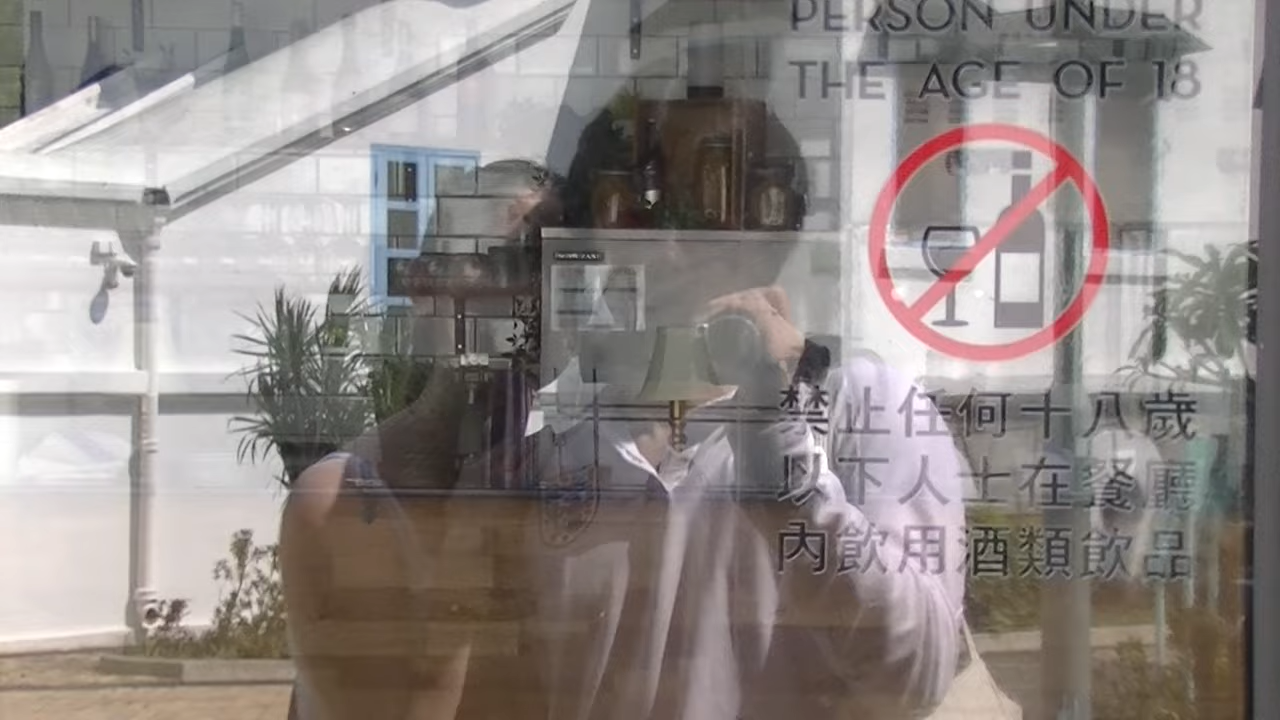 PERSON UNDER
THE AGE OF 18
禁止任何十八歲
以下人士在餐廳
內飲用酒類飲品